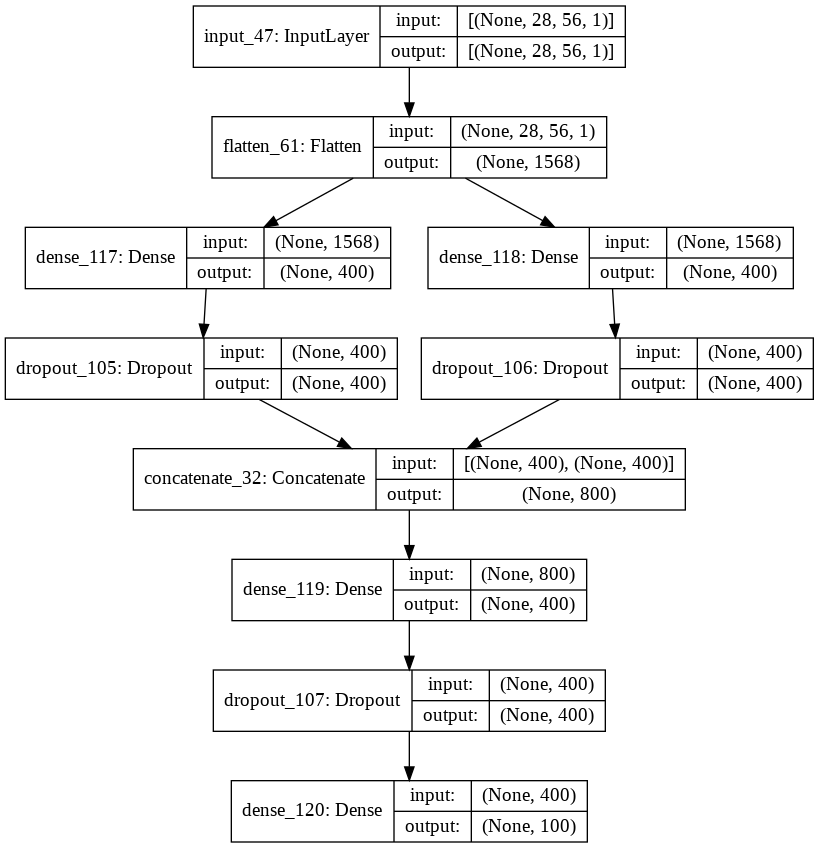 input_47: InputLayer
input: [(None, 28, 56, 1)]
output: [(None, 28, 56, 1)]
flatten_61: Flatten
input: (None, 28, 56, 1)
output: (None, 1568)
dense_117: Dense
input: (None, 1568)
output: (None, 400)
dense_118: Dense
input: (None, 1568)
output: (None, 400)
dropout_105: Dropout
input: (None, 400)
output: (None, 400)
dropout_106: Dropout
input: (None, 400)
output: (None, 400)
concatenate_32: Concatenate
input: [(None, 400), (None, 400)]
output: (None, 800)
dense_119: Dense
input: (None, 800)
output: (None, 400)
dropout_107: Dropout
input: (None, 400)
output: (None, 400)
dense_120: Dense
input: (None, 400)
output: (None, 100)